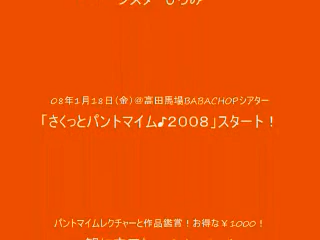 08年1月18日(金)@高田馬場BABACHOPシアター
「さくっとパントマイム♪2008」スタート！
パントマイムレクチャーと作品鑑賞！お得な￥1000！